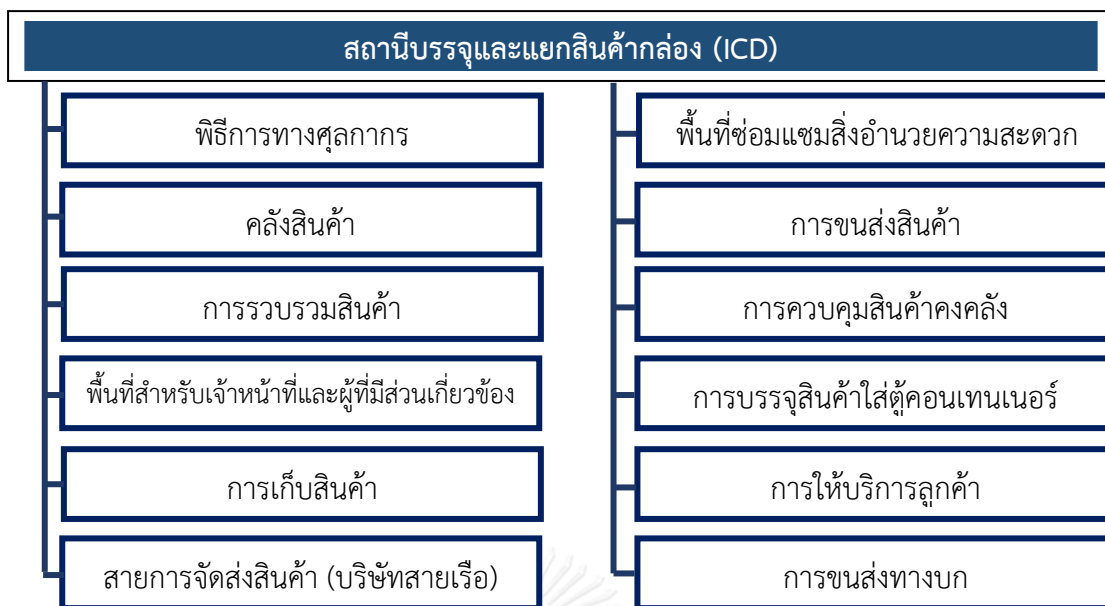 สถานีบรรจุและแยกสินค้ากล่อง (ICD)
พิธีการทางศุลกากร
คลังสินค้า
การรวบรวมสินค้า
พื้นที่สำหรับเจ้าหน้าที่และผู้ที่มีส่วนเกี่ยวข้อง
การเก็บสินค้า
สายการจัดส่งสินค้า (บริษัทสายเรือ)
พื้นที่ซ่อมแซมสิ่งอำนวยความสะดวก
การขนส่งสินค้า
การควบคุมสินค้าคงคลัง
การบรรจุสินค้าใส่ตู้คอนเทนเนอร์
การให้บริการลูกค้า
การขนส่งทางบก